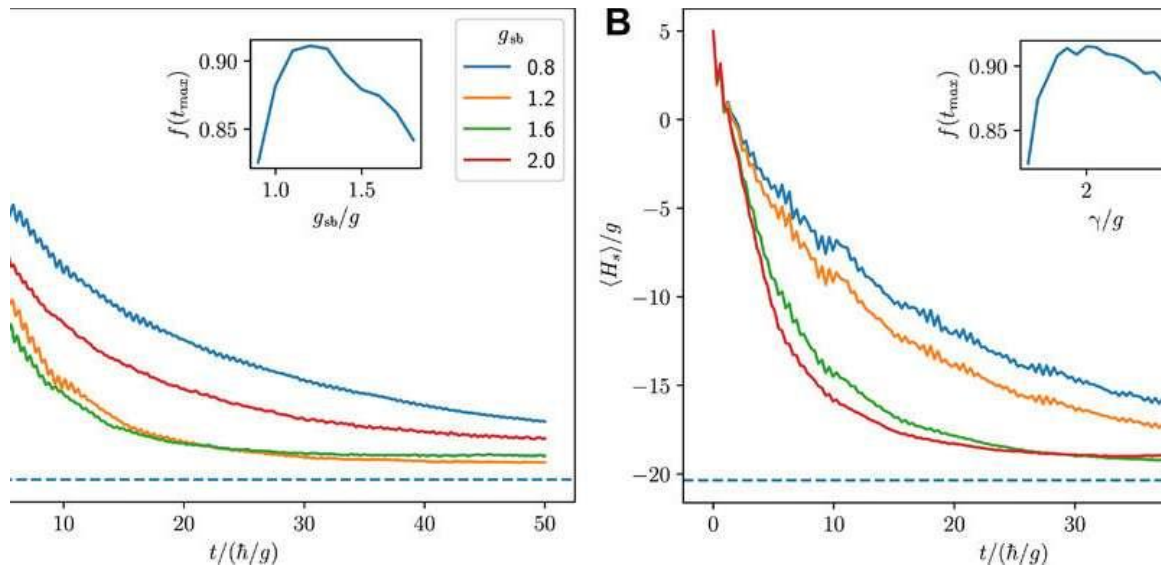 g_sb
0.8
1.2
1.6
2.0
0.90
0.85
f(t_max)
1.0 1.5
g_sb/g
10 20 30 40 50
t/(ħ/g)
B
5
0
−5
−10
−15
−20
⟨H_s⟩/g
0.90
0.85
f(t_max)
2
γ/g
0 10 20 30
t/(ħ/g)